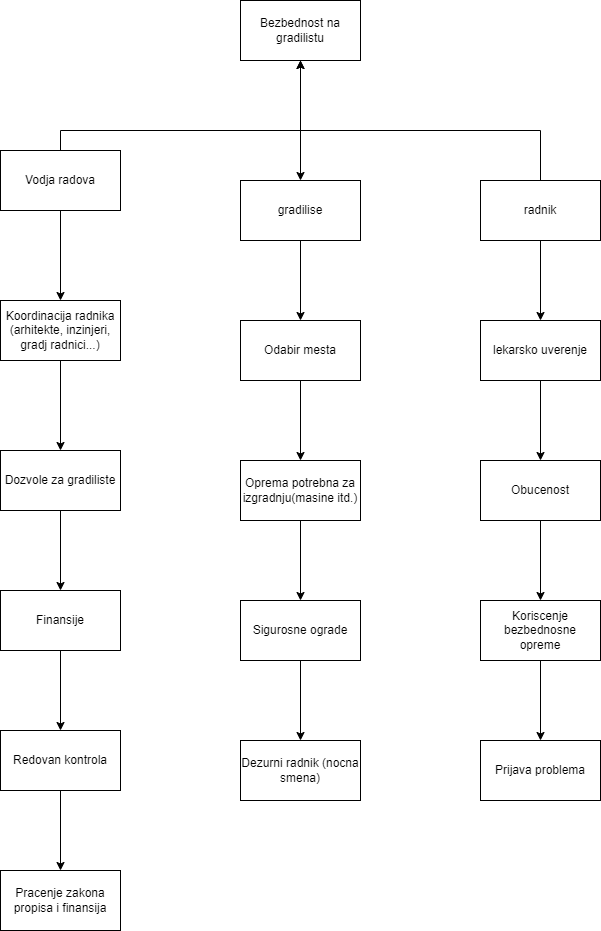 Bezbednost na
gradilistu
Vodja radova
gradilise
radnik
Koordinacija radnika
(arhitekte, inzinjeri,
gradj radnici...)
Odabir mesta
lekarsko uverenje
Dozvole za gradiliste
Oprema potrebna za
izgradnju(masine itd.)
Obucenost
Finansije
Sigurosne ograde
Koriscenje
bezbednosne
opreme
Redovan kontrola
Dezurni radnik (nocna
smena)
Prijava problema
Pracenje zakona
propisa i finansija